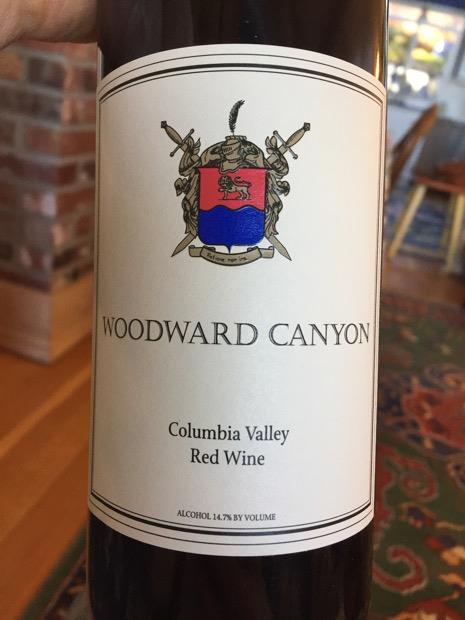 WOODWARD CANYON
Columbia Valley
Red Wine
ALCOHOL 14.7% BY VOLUME